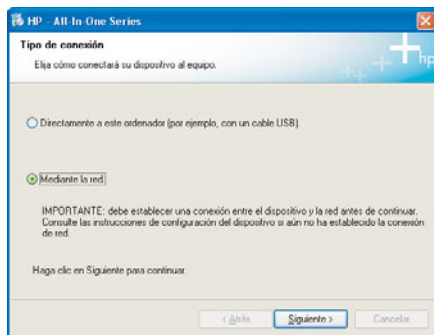 HP - All-In-One Series
Tipo de conexión
Elija cómo conectará su dispositivo al equipo.
hp
Directamente a este ordenador (por ejemplo, con un cable USB).
Mediante la red.
IMPORTANTE: debe establecer una conexión entre el dispositivo y la red antes de continuar.
Consulte las instrucciones de configuración del dispositivo si aún no ha establecido la conexión
de red.
Haga clic en Siguiente para continuar.
< Atrás
Siguiente >
Cancelar